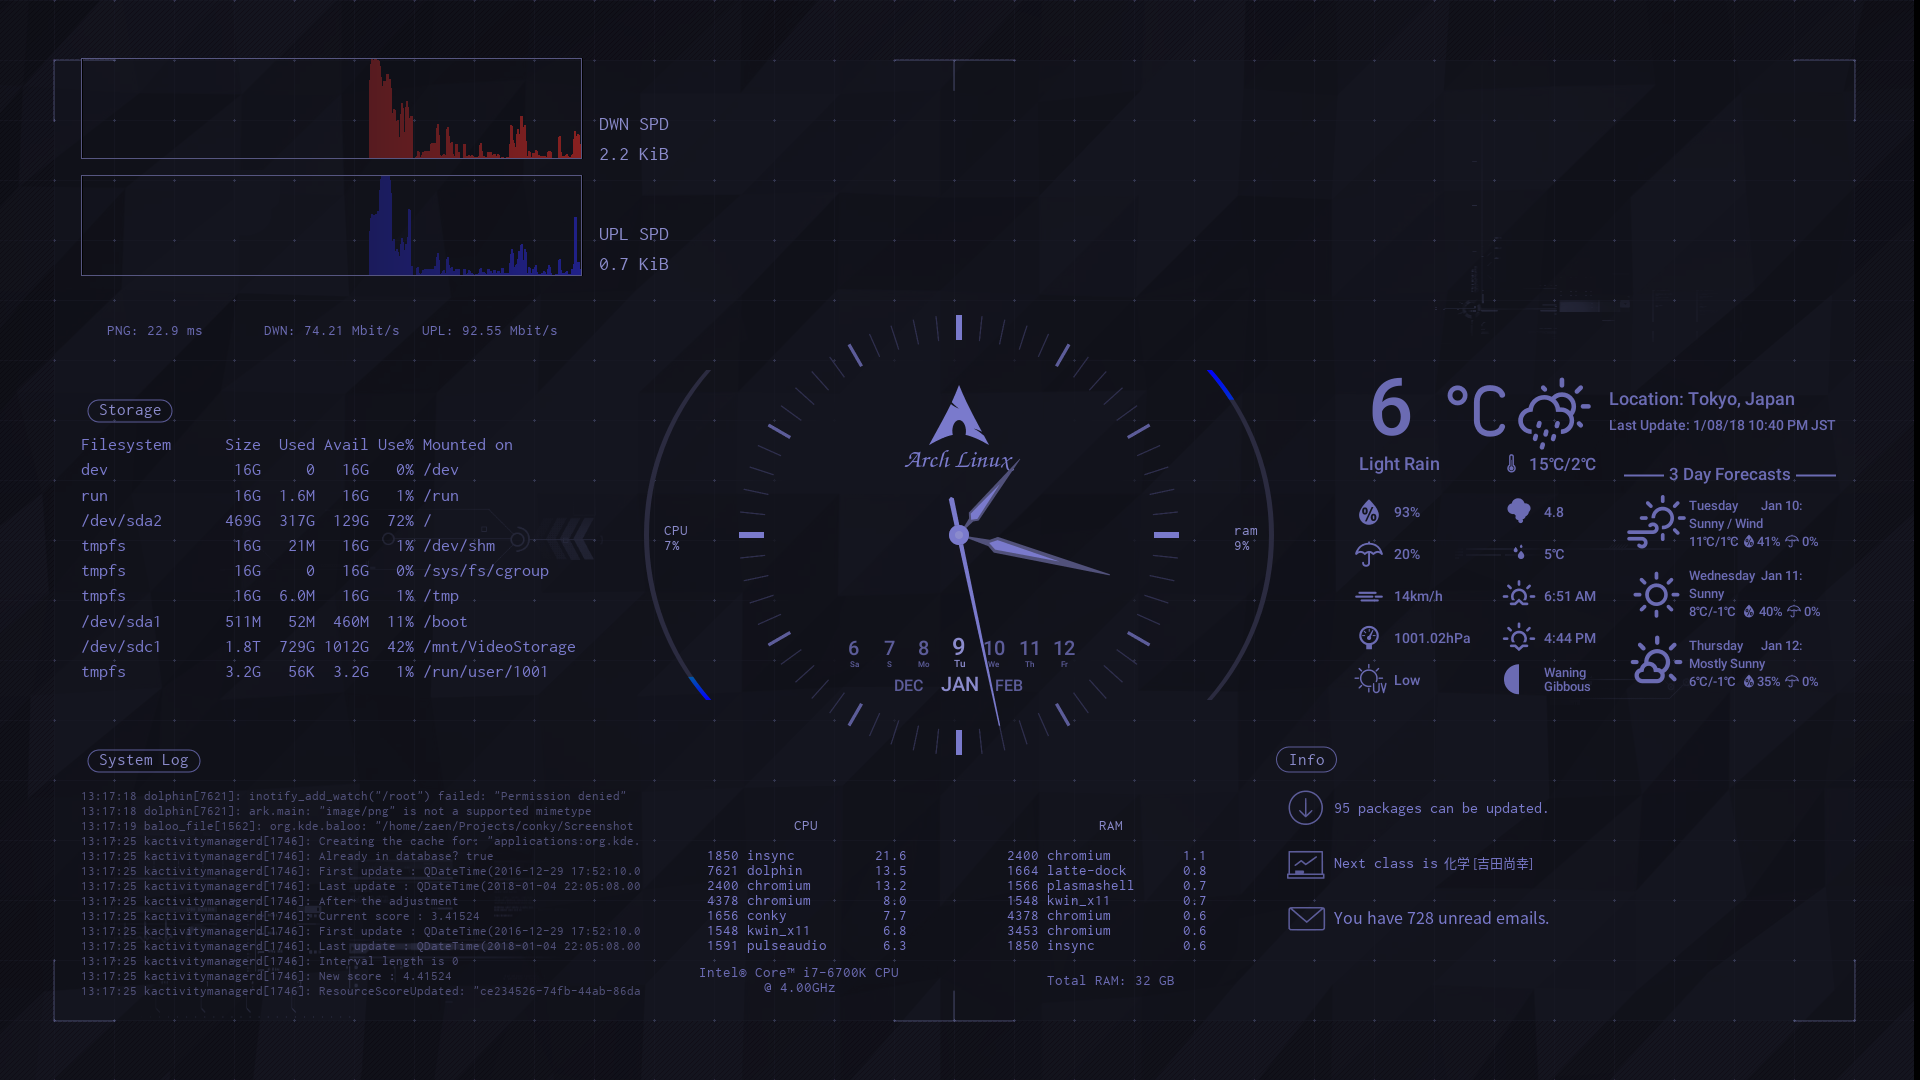 DWN SPD
2.2 KiB
UPL SPD
0.7 KiB
PNG: 22.9 ms DWN: 74.21 Mbit/s UPL: 92.55 Mbit/s
Storage
Filesystem Size Used Avail Use% Mounted on
dev 16G 0 16G 0% /dev
run 16G 1.6M 16G 1% /run
/dev/sda2 469G 317G 129G 72% /
tmpfs 16G 21M 16G 1% /dev/shm
tmpfs 16G 0 16G 0% /sys/fs/cgroup
tmpfs 16G 6.0M 16G 1% /tmp
/dev/sda1 511M 52M 460M 11% /boot
/dev/sdc1 1.8T 729G 1012G 42% /mnt/VideoStorage
tmpfs 3.2G 56K 3.2G 1% /run/user/1001
System Log
13:17:18 dolphin[7621]: inotify_add_watch("/root") failed: "Permission denied"
13:17:18 dolphin[7621]: ark.main: "image/png" is not a supported mimetype
13:17:19 baloo_file[1562]: org.kde.baloo: "/home/zaen/Projects/conky/Screenshot
13:17:25 kactivitymanagerd[1746]: Creating the cache for: "applications:org.kde.
13:17:25 kactivitymanagerd[1746]: Already in database? true
13:17:25 kactivitymanagerd[1746]: First update : QDateTime(2016-12-29 17:52:10.0
13:17:25 kactivitymanagerd[1746]: Last update : QDateTime(2018-01-04 22:05:08.00
13:17:25 kactivitymanagerd[1746]: After the adjustment
13:17:25 kactivitymanagerd[1746]: Current score : 3.41524
13:17:25 kactivitymanagerd[1746]: First update : QDateTime(2016-12-29 17:52:10.0
13:17:25 kactivitymanagerd[1746]: Last update : QDateTime(2018-01-04 22:05:08.00
13:17:25 kactivitymanagerd[1746]: Interval length is 0
13:17:25 kactivitymanagerd[1746]: New score : 4.41524
13:17:25 kactivitymanagerd[1746]: ResourceScoreUpdated: "ce234526-74fb-44ab-86da
Arch Linux
CPU
7%
ram
9%
6 7 8 9 10 11 12
Sa S Mo Tu We Th Fr
DEC JAN FEB
CPU
1850 insync 21.6
7621 dolphin 13.5
2400 chromium 13.2
4378 chromium 8.0
1656 conky 7.7
1548 kwin_x11 6.8
1591 pulseaudio 6.3
Intel® Core™ i7-6700K CPU
@ 4.00GHz
RAM
2400 chromium 1.1
1664 latte-dock 0.8
1566 plasmashell 0.7
1548 kwin_x11 0.7
4378 chromium 0.6
3453 chromium 0.6
1850 insync 0.6
Total RAM: 32 GB
6 °C
Location: Tokyo, Japan
Last Update: 1/08/18 10:40 PM JST
Light Rain 15°C/2°C
93% 4.8
20% 5°C
14km/h 6:51 AM
1001.02hPa 4:44 PM
UV Low Waning
Gibbous
3 Day Forecasts
Tuesday Jan 10:
Sunny / Wind
11°C/1°C 41% 0%
Wednesday Jan 11:
Sunny
8°C/-1°C 40% 0%
Thursday Jan 12:
Mostly Sunny
6°C/-1°C 35% 0%
Info
95 packages can be updated.
Next class is 化学 [吉田尚幸]
You have 728 unread emails.